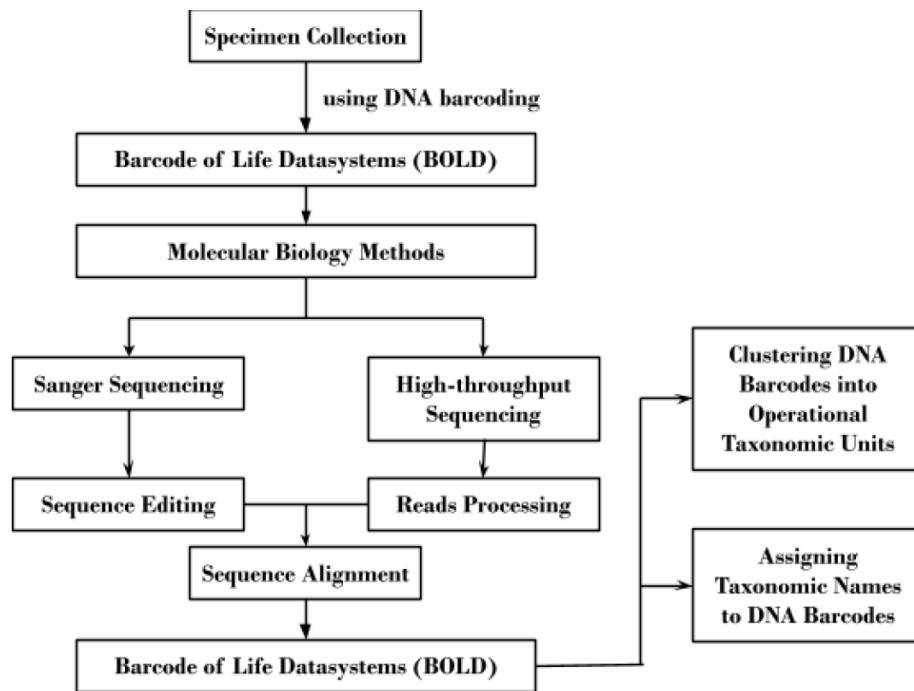 Specimen Collection
using DNA barcoding
Barcode of Life Datasystems (BOLD)
Molecular Biology Methods
Sanger Sequencing
High-throughput
Sequencing
Sequence Editing
Reads Processing
Sequence Alignment
Barcode of Life Datasystems (BOLD)
Clustering DNA
Barcodes into
Operational
Taxonomic Units
Assigning
Taxonomic Names
to DNA Barcodes